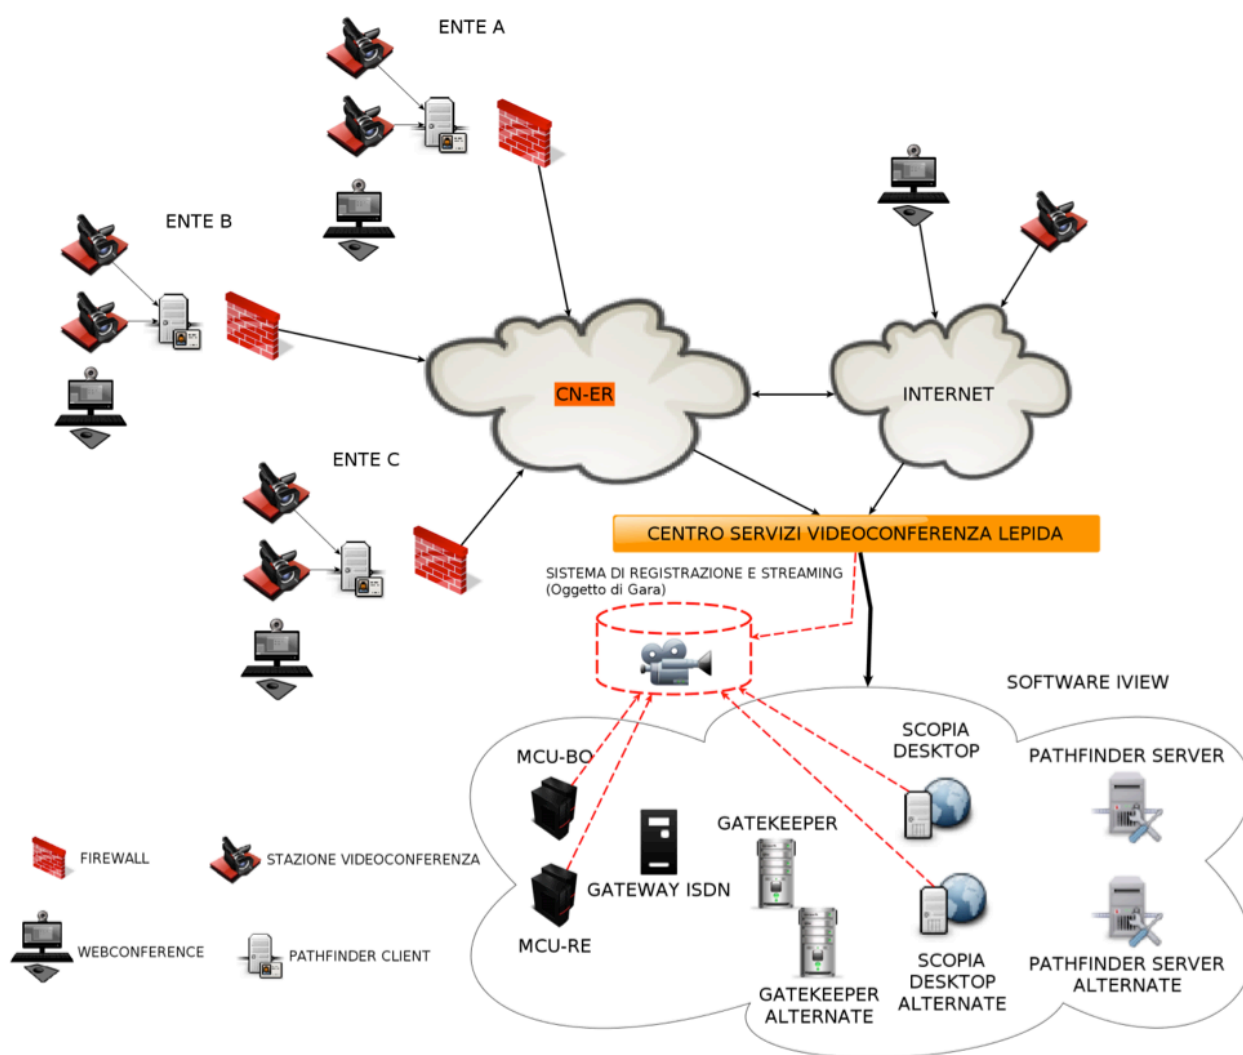 ENTE A
ENTE B
ENTE C
CN-ER
INTERNET
CENTRO SERVIZI VIDEOCONFERENZA LEPIDA
SISTEMA DI REGISTRAZIONE E STREAMING
(Oggetto di Gara)
SOFTWARE IVIEW
MCU-BO
SCOPIA
DESKTOP
PATHFINDER SERVER
GATEKEEPER
GATEWAY ISDN
MCU-RE
GATEKEEPER
ALTERNATE
SCOPIA
DESKTOP
ALTERNATE
PATHFINDER SERVER
ALTERNATE
FIREWALL
STAZIONE VIDEOCONFERENZA
WEBCONFERENCE
PATHFINDER CLIENT